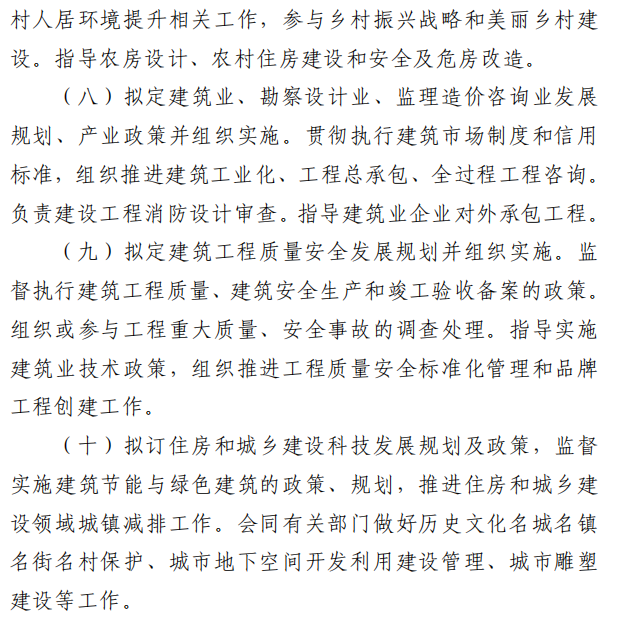 村人居环境提升相关工作，参与乡村振兴战略和美丽乡村建
设。指导农房设计、农村住房建设和安全及危房改造。
（八）拟定建筑业、勘察设计业、监理造价咨询业发展
规划、产业政策并组织实施。贯彻执行建筑市场制度和信用
标准，组织推进建筑工业化、工程总承包、全过程工程咨询。
负责建设工程消防设计审查。指导建筑业企业对外承包工程。
（九）拟定建筑工程质量安全发展规划并组织实施。监
督执行建筑工程质量、建筑安全生产和竣工验收备案的政策。
组织或参与工程重大质量、安全事故的调查处理。指导实施
建筑业技术政策，组织推进工程质量安全标准化管理和品牌
工程创建工作。
（十）拟订住房和城乡建设科技发展规划及政策，监督
实施建筑节能与绿色建筑的政策、规划，推进住房和城乡建
设领域城镇减排工作。会同有关部门做好历史文化名城名镇
名街名村保护、城市地下空间开发利用建设管理、城市雕塑
建设等工作。